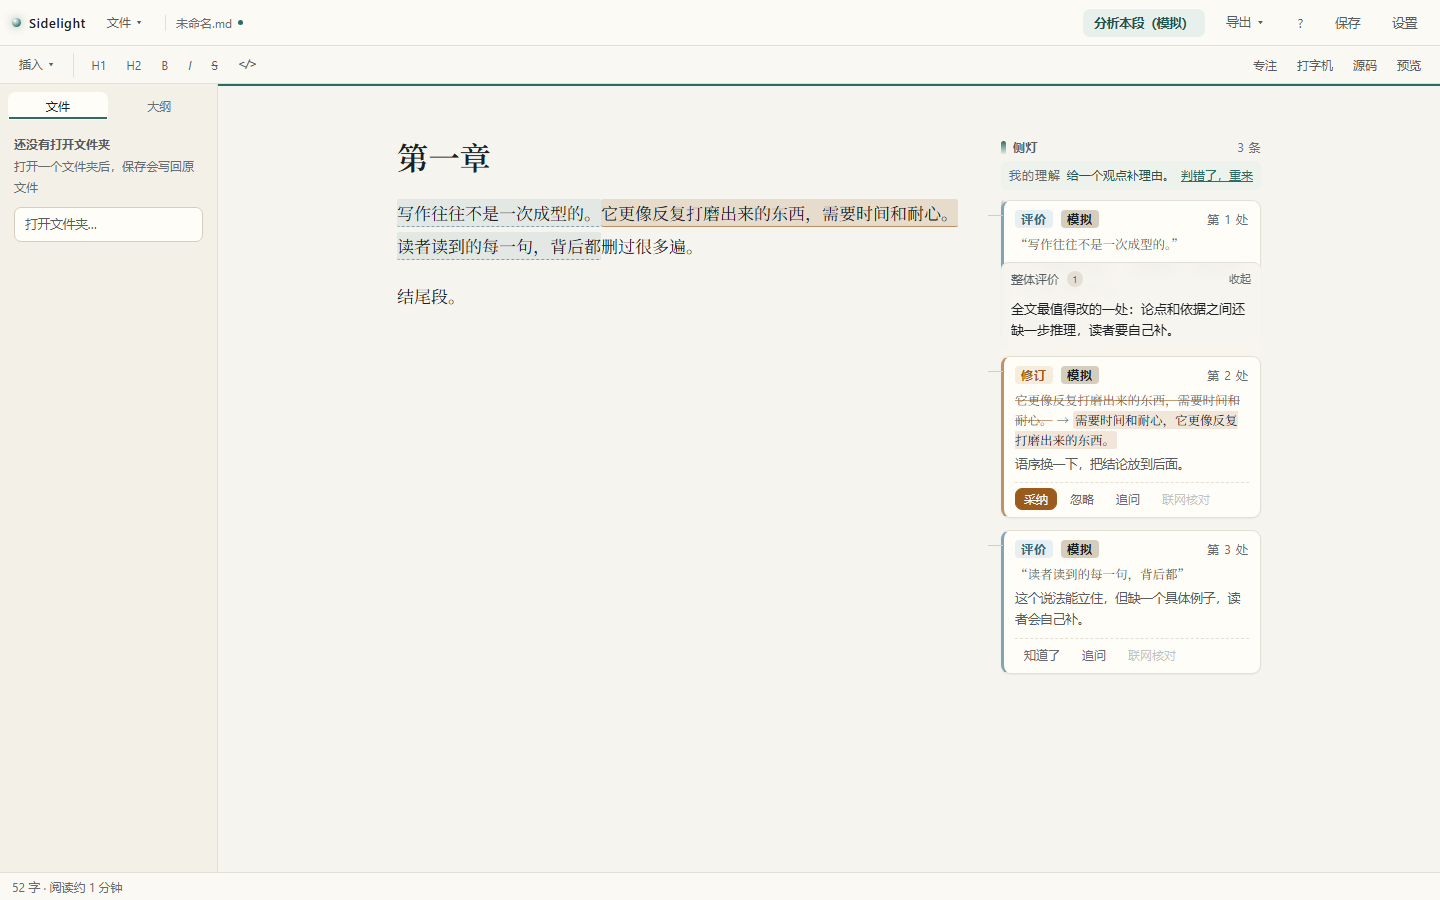 Sidelight 文件 未命名.md 分析本段（模拟） 导出 ? 保存 设置
插入 H1 H2 B I S </> 专注 打字机 源码 预览
文件 大纲
还没有打开文件夹
打开一个文件夹后，保存会写回原
文件
打开文件夹...
第一章
写作往往不是一次成型的。它更像反复打磨出来的东西，需要时间和耐心。
读者读到的每一句，背后都删过很多遍。
结尾段。
侧灯 3 条
我的理解 给一个观点补理由。 判错了，重来
评价 模拟 第 1 处
“写作往往不是一次成型的。”
整体评价 1 收起
全文最值得改的一处：论点和依据之间还
缺一步推理，读者要自己补。
修订 模拟 第 2 处
它更像反复打磨出来的东西，需要时间和
耐心。 → 需要时间和耐心，它更像反复
打磨出来的东西。
语序换一下，把结论放到后面。
采纳 忽略 追问 联网核对
评价 模拟 第 3 处
“读者读到的每一句，背后都”
这个说法能立住，但缺一个具体例子，读
者会自己补。
知道了 追问 联网核对
52 字 · 阅读约 1 分钟